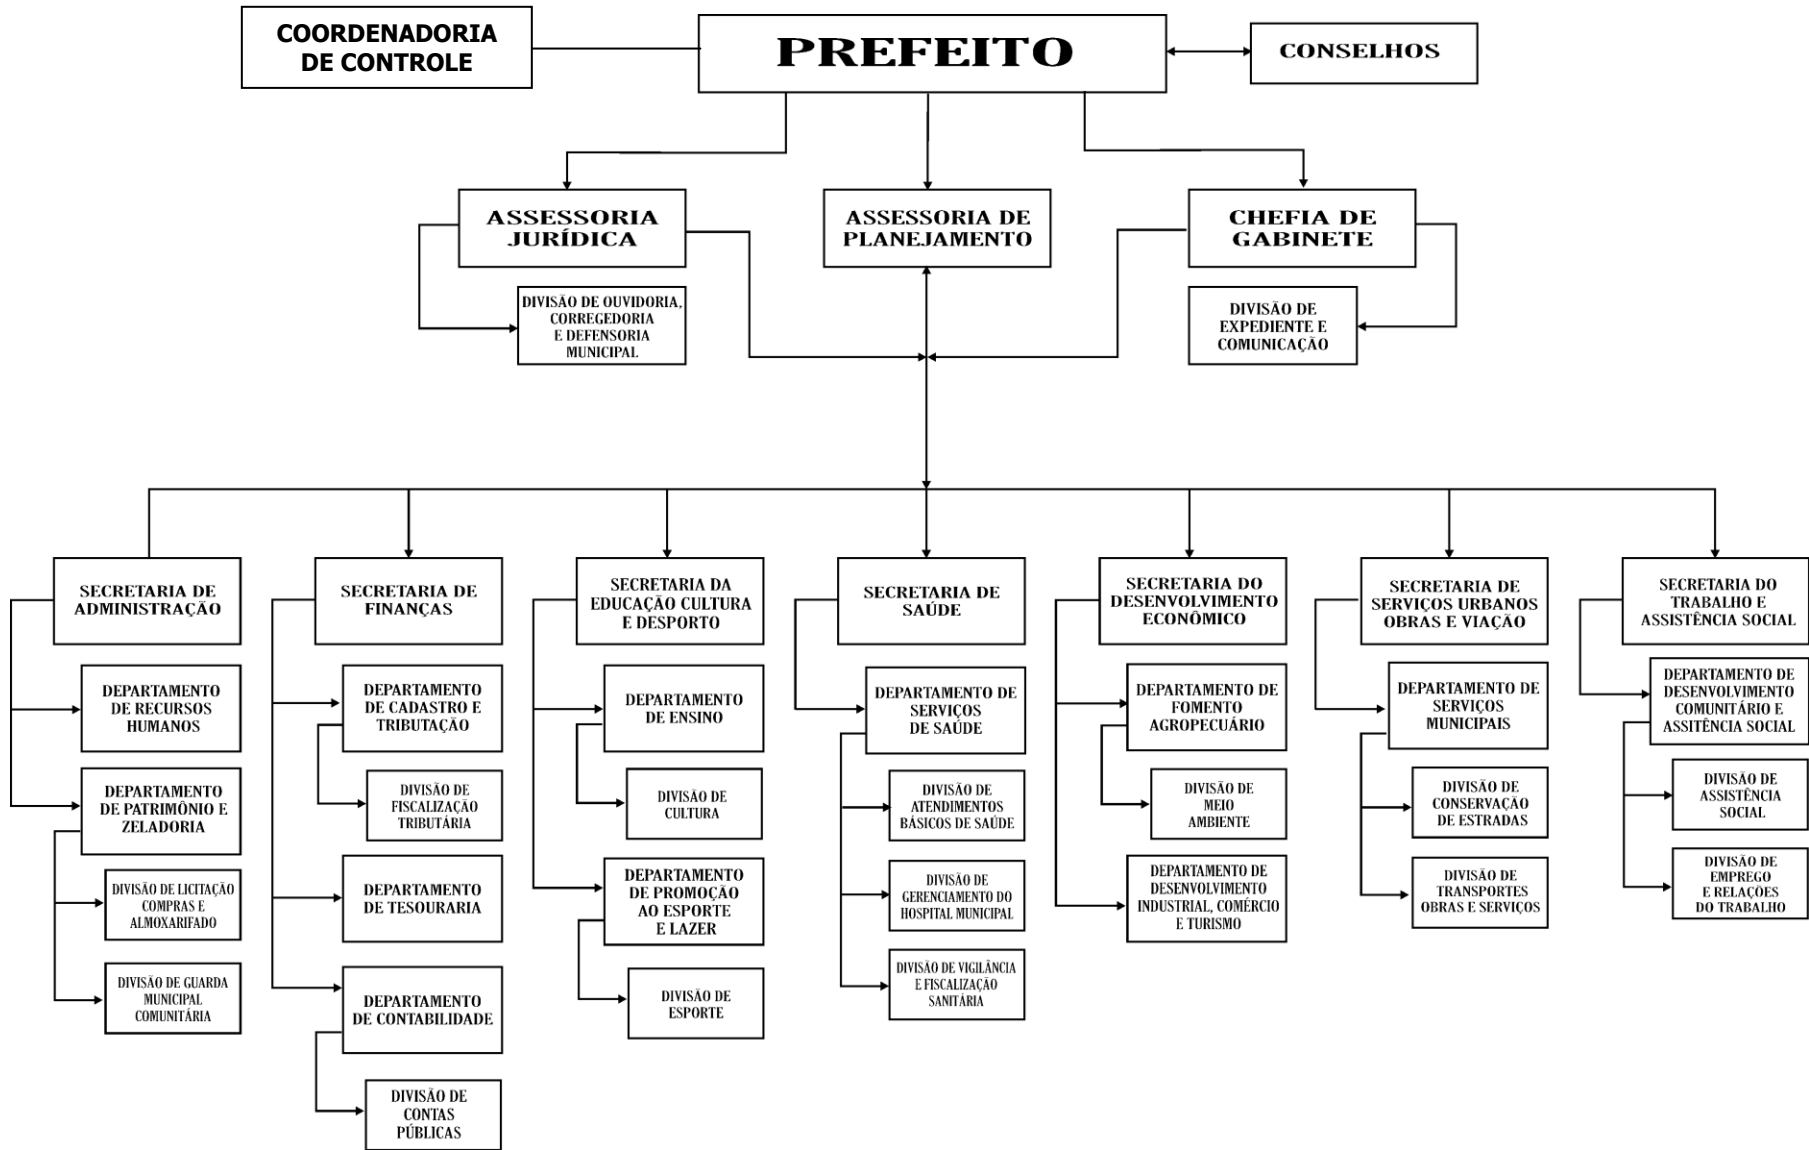 COORDENADORIA
DE CONTROLE
PREFEITO
CONSELHOS
ASSESSORIA
JURÍDICA
ASSESSORIA DE
PLANEJAMENTO
CHEFIA DE
GABINETE
DIVISÃO DE OUVIDORIA,
CORREGEDORIA
E DEFENSORIA
MUNICIPAL
DIVISÃO DE
EXPEDIENTE E
COMUNICAÇÃO
SECRETARIA DE
ADMINISTRAÇÃO
DEPARTAMENTO
DE RECURSOS
HUMANOS
DEPARTAMENTO
DE PATRIMÔNIO E
ZELADORIA
DIVISÃO DE LICITAÇÃO
COMPRAS E
ALMOXARIFADO
DIVISÃO DE GUARDA
MUNICIPAL
COMUNITÁRIA
SECRETARIA DE
FINANÇAS
DEPARTAMENTO
DE CADASTRO E
TRIBUTAÇÃO
DIVISÃO DE
FISCALIZAÇÃO
TRIBUTÁRIA
DEPARTAMENTO
DE TESOURARIA
DEPARTAMENTO
DE CONTABILIDADE
DIVISÃO DE
CONTAS
PÚBLICAS
SECRETARIA DA
EDUCAÇÃO CULTURA
E DESPORTO
DEPARTAMENTO
DE ENSINO
DIVISÃO DE
CULTURA
DEPARTAMENTO
DE PROMOÇÃO
AO ESPORTE
E LAZER
DIVISÃO DE
ESPORTE
SECRETARIA DE
SAÚDE
DEPARTAMENTO DE
SERVIÇOS
DE SAÚDE
DIVISÃO DE
ATENDIMENTOS
BÁSICOS DE SAÚDE
DIVISÃO DE
GERENCIAMENTO DO
HOSPITAL MUNICIPAL
DIVISÃO DE VIGILÂNCIA
E FISCALIZAÇÃO
SANITÁRIA
SECRETARIA DO
DESENVOLVIMENTO
ECONÔMICO
DEPARTAMENTO DE
FOMENTO
AGROPECUÁRIO
DIVISÃO DE
MEIO
AMBIENTE
DEPARTAMENTO DE
DESENVOLVIMENTO
INDUSTRIAL, COMÉRCIO
E TURISMO
SECRETARIA DE
SERVIÇOS URBANOS
OBRAS E VIAÇÃO
DEPARTAMENTO DE
SERVIÇOS
MUNICIPAIS
DIVISÃO DE
CONSERVAÇÃO
DE ESTRADAS
DIVISÃO DE
TRANSPORTES
OBRAS E SERVIÇOS
SECRETARIA DO
TRABALHO E
ASSISTÊNCIA SOCIAL
DEPARTAMENTO DE
DESENVOLVIMENTO
COMUNITÁRIO E
ASSITÊNCIA SOCIAL
DIVISÃO DE
ASSISTÊNCIA
SOCIAL
DIVISÃO DE
EMPREGO
E RELAÇÕES
DO TRABALHO